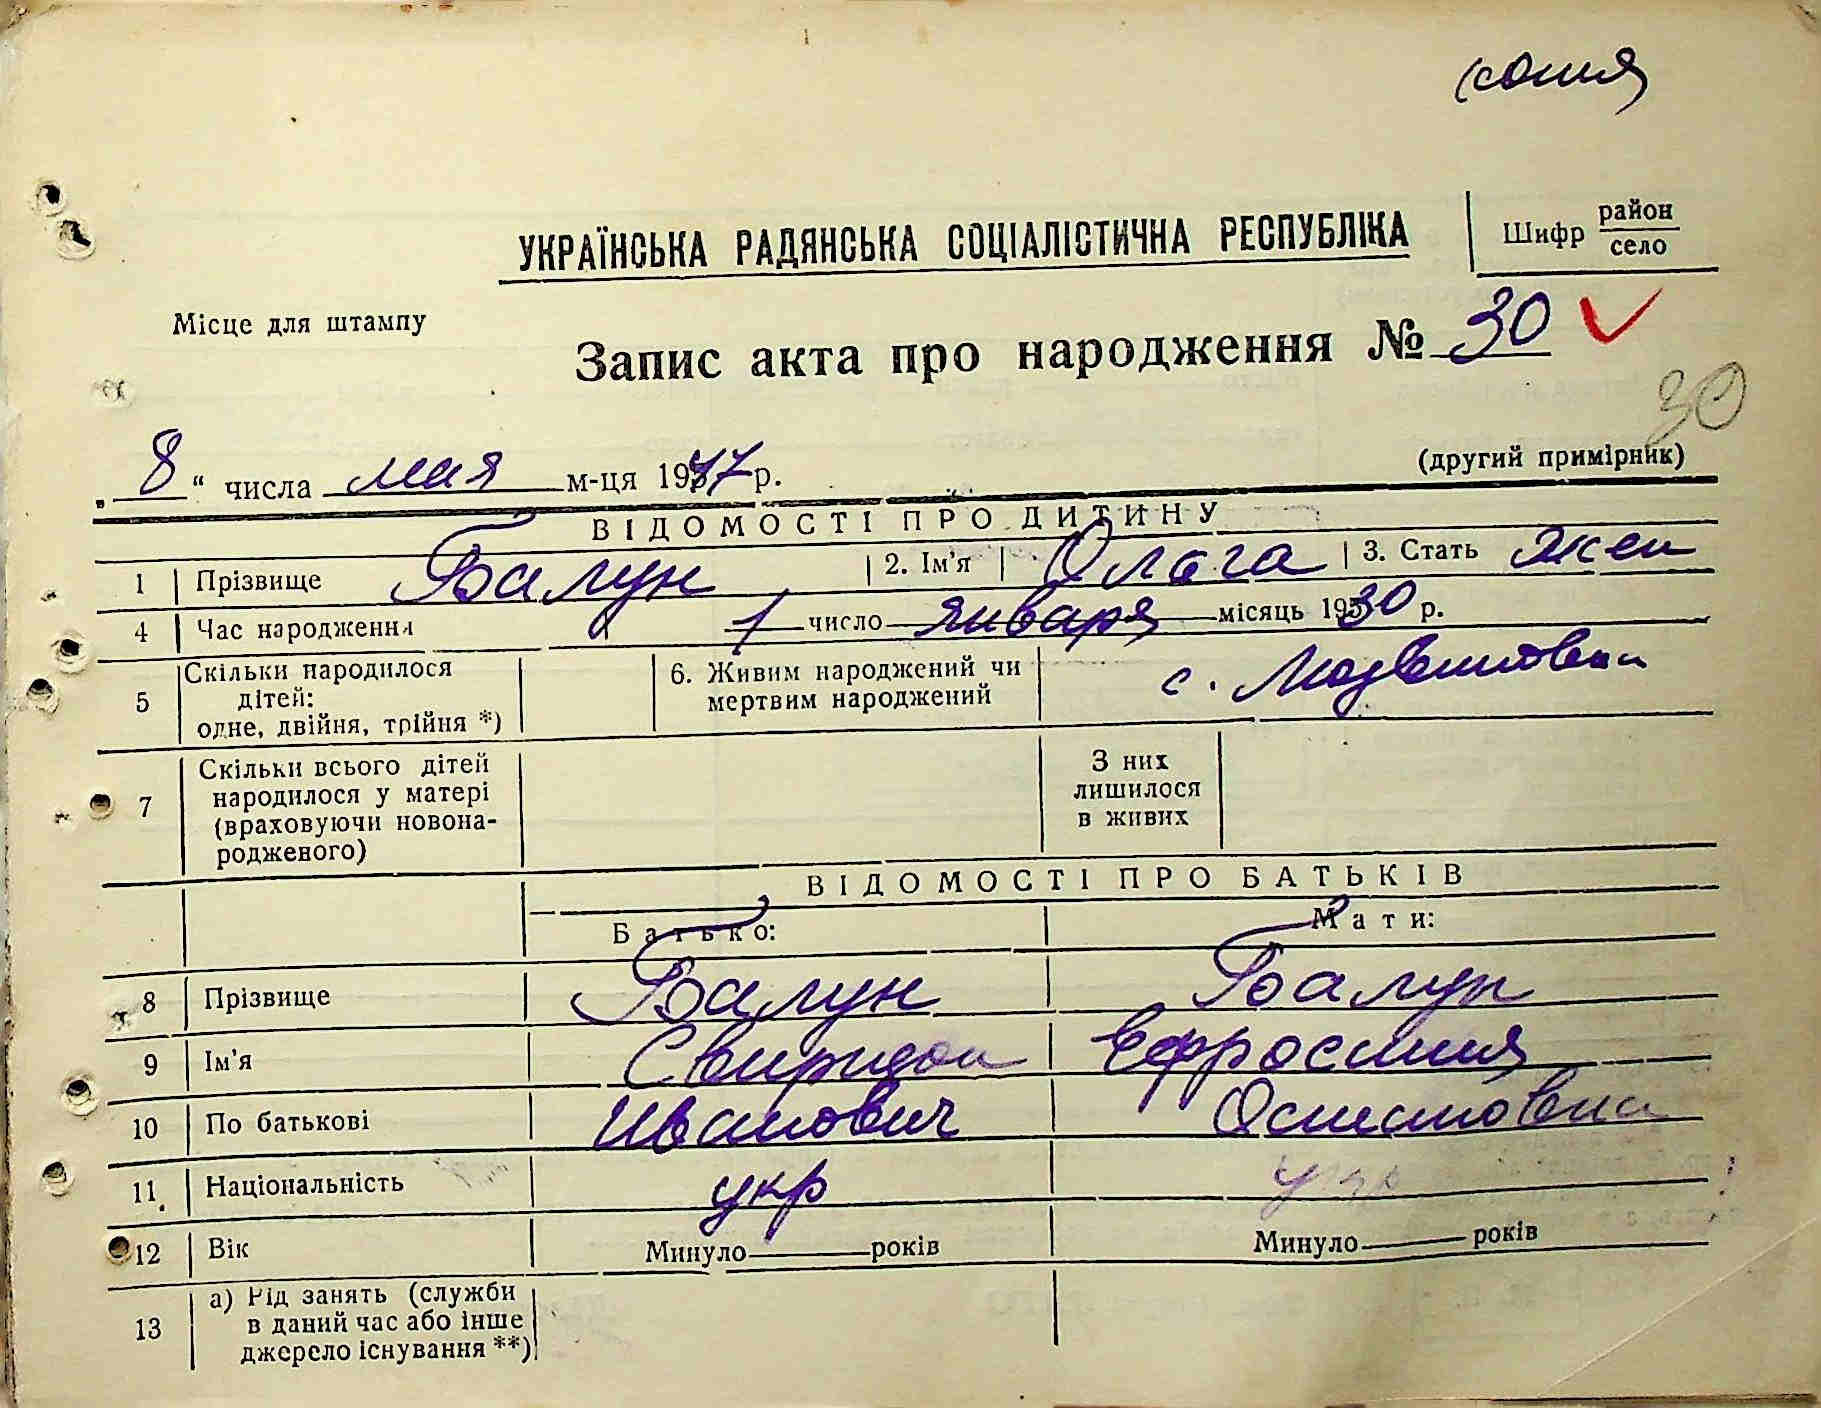 копия
УКРАЇНСЬКА РАДЯНСЬКА СОЦІАЛІСТИЧНА РЕСПУБЛІКА
Шифр район
село
Місце для штампу
Запис акта про народження № 30
30
„ 8 “ числа мая м-ця 1947 р.
(другий примірник)
ВІДОМОСТІ ПРО ДИТИНУ
1 Прізвище Балун 2. Ім'я Ольга 3. Стать жен
4 Час народження 1 число января місяць 1930 р.
5 Скільки народилося дітей: одне, двійня, трійня *) 6. Живим народжений чи мертвим народжений с.
7 Скільки всього дітей народилося у матері (враховуючи новонародженого) З них лишилося в живих
ВІДОМОСТІ ПРО БАТЬКІВ
Батько: Мати:
8 Прізвище Балун Балун
9 Ім'я Свиридон Ефросиния
10 По батькові Иванович Остаповна
11. Національність укр укр
12 Вік Минуло років Минуло років
13 а) Рід занять (служби в даний час або інше джерело існування **)